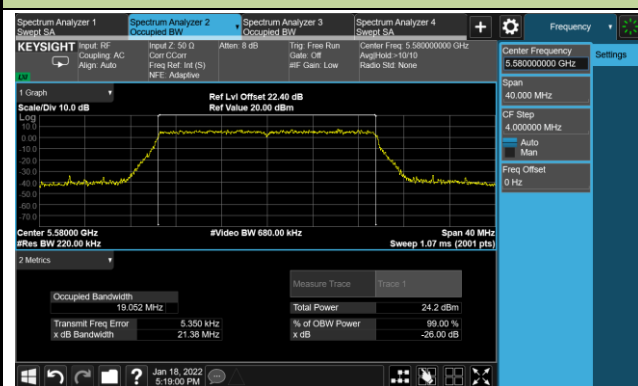 Spectrum Analyzer 1
Swept SA
Spectrum Analyzer 2
Occupied BW
Spectrum Analyzer 3
Occupied BW
Spectrum Analyzer 4
Swept SA
+
Frequency
KEYSIGHT
Input: RF
Coupling: AC
Align: Auto
Input Z: 50 Ω
Corr CCorr
Freq Ref: Int (S)
NFE: Adaptive
Atten: 8 dB
Trig: Free Run
Gate: Off
#IF Gain: Low
Center Freq: 5.580000000 GHz
Avg|Hold:>10/10
Radio Std: None
LXI
Center Frequency
5.580000000 GHz
Settings
Span
40.000 MHz
CF Step
4.000000 MHz
Auto
Man
Freq Offset
0 Hz
1 Graph
Scale/Div 10.0 dB
Ref Lvl Offset 22.40 dB
Ref Value 20.00 dBm
Log
10.0
0.00
-10.0
-20.0
-30.0
-40.0
-50.0
-60.0
-70.0
Center 5.58000 GHz
#Video BW 680.00 kHz
Span 40 MHz
#Res BW 220.00 kHz
Sweep 1.07 ms (2001 pts)
2 Metrics
Measure Trace
Trace 1
Occupied Bandwidth
19.052 MHz
Total Power
24.2 dBm
Transmit Freq Error
5.350 kHz
% of OBW Power
99.00 %
x dB Bandwidth
21.38 MHz
x dB
-26.00 dB
?
Jan 18, 2022
5:19:00 PM